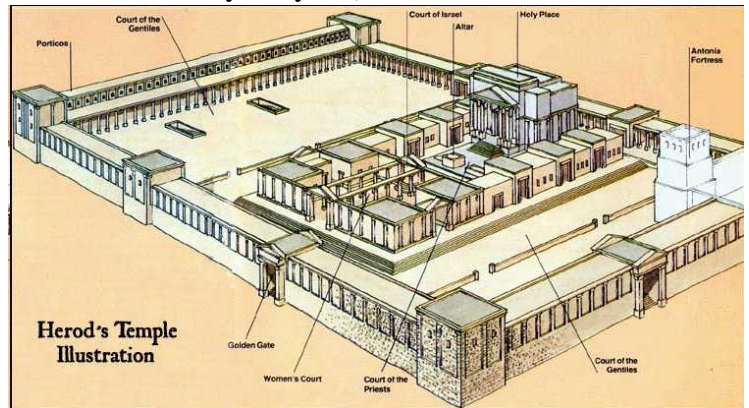 Court of the
Gentiles
Court of Israel
Altar
Holy Place
Porticos
Antonia
Fortress
Herod's Temple
Illustration
Golden Gate
Women's Court
Court of the
Priests
Court of the
Gentiles